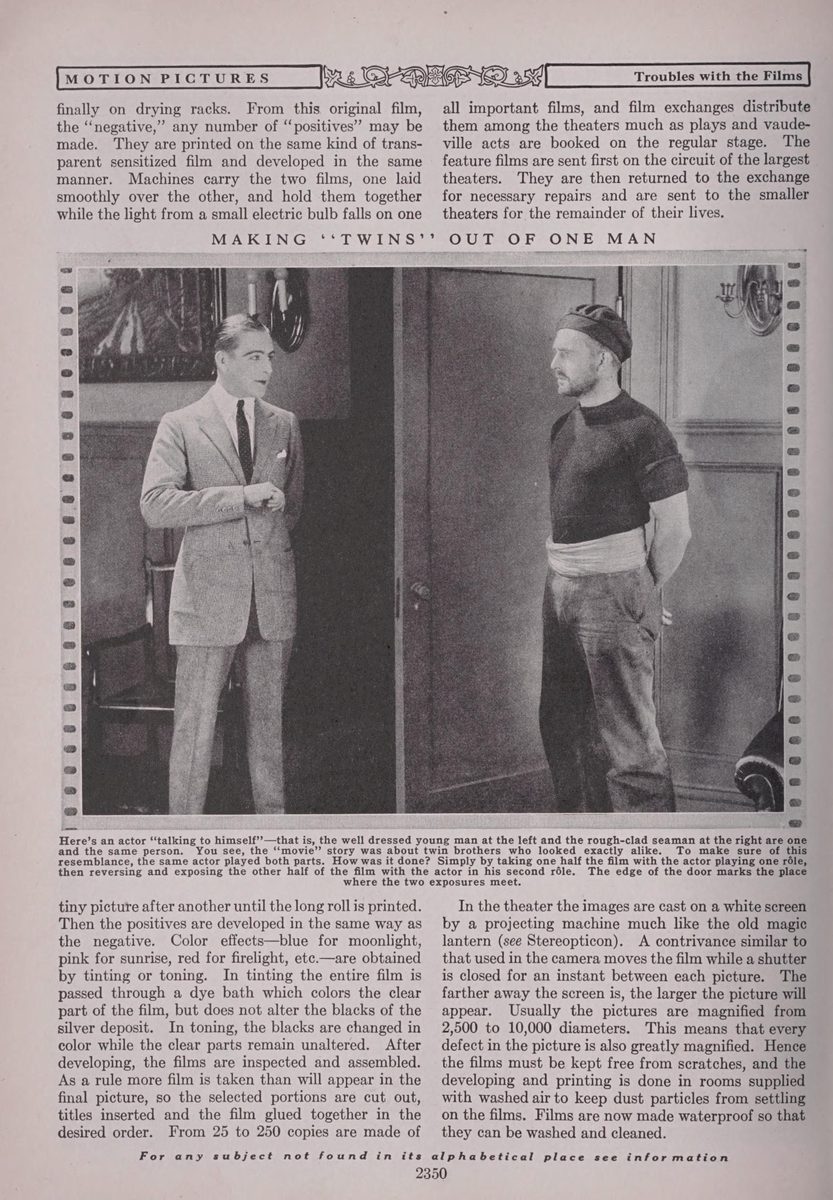 MOTION PICTURES
Troubles with the Films
finally on drying racks. From this original film,
the “negative,” any number of “positives” may be
made. They are printed on the same kind of trans-
parent sensitized film and developed in the same
manner. Machines carry the two films, one laid
smoothly over the other, and hold them together
while the light from a small electric bulb falls on one
all important films, and film exchanges distribute
them among the theaters much as plays and vaude-
ville acts are booked on the regular stage. The
feature films are sent first on the circuit of the largest
theaters. They are then returned to the exchange
for necessary repairs and are sent to the smaller
theaters for the remainder of their lives.
MAKING “TWINS” OUT OF ONE MAN
Here's an actor “talking to himself”—that is, the well dressed young man at the left and the rough-clad seaman at the right are one
and the same person. You see, the “movie” story was about twin brothers who looked exactly alike. To make sure of this
resemblance, the same actor played both parts. How was it done? Simply by taking one half the film with the actor playing one rôle,
then reversing and exposing the other half of the film with the actor in his second rôle. The edge of the door marks the place
where the two exposures meet.
tiny picture after another until the long roll is printed.
Then the positives are developed in the same way as
the negative. Color effects—blue for moonlight,
pink for sunrise, red for firelight, etc.—are obtained
by tinting or toning. In tinting the entire film is
passed through a dye bath which colors the clear
part of the film, but does not alter the blacks of the
silver deposit. In toning, the blacks are changed in
color while the clear parts remain unaltered. After
developing, the films are inspected and assembled.
As a rule more film is taken than will appear in the
final picture, so the selected portions are cut out,
titles inserted and the film glued together in the
desired order. From 25 to 250 copies are made of
In the theater the images are cast on a white screen
by a projecting machine much like the old magic
lantern (see Stereopticon). A contrivance similar to
that used in the camera moves the film while a shutter
is closed for an instant between each picture. The
farther away the screen is, the larger the picture will
appear. Usually the pictures are magnified from
2,500 to 10,000 diameters. This means that every
defect in the picture is also greatly magnified. Hence
the films must be kept free from scratches, and the
developing and printing is done in rooms supplied
with washed air to keep dust particles from settling
on the films. Films are now made waterproof so that
they can be washed and cleaned.
For any subject not found in its alphabetical place see information
2350